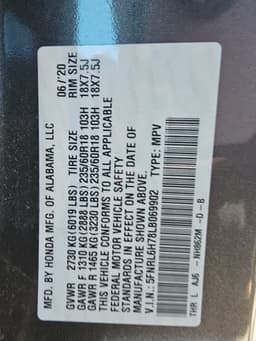 MFD. BY HONDA MFG. OF ALABAMA, LLC 06/'20
GVWR 2730 KG(6019 LBS) TIRE SIZE RIM SIZE
GAWR F 1310 KG(2888 LBS)235/60R18 103H 18X7.5J
GAWR R 1465 KG(3230 LBS)235/60R18 103H 18X7.5J
THIS VEHICLE CONFORMS TO ALL APPLICABLE
FEDERAL MOTOR VEHICLE SAFETY
STANDARDS IN EFFECT ON THE DATE OF
MANUFACTURE SHOWN ABOVE.
V.I.N.: 5FNRL6H78LB069902 TYPE: MPV
THR L AJ6 - NH862M -D -B